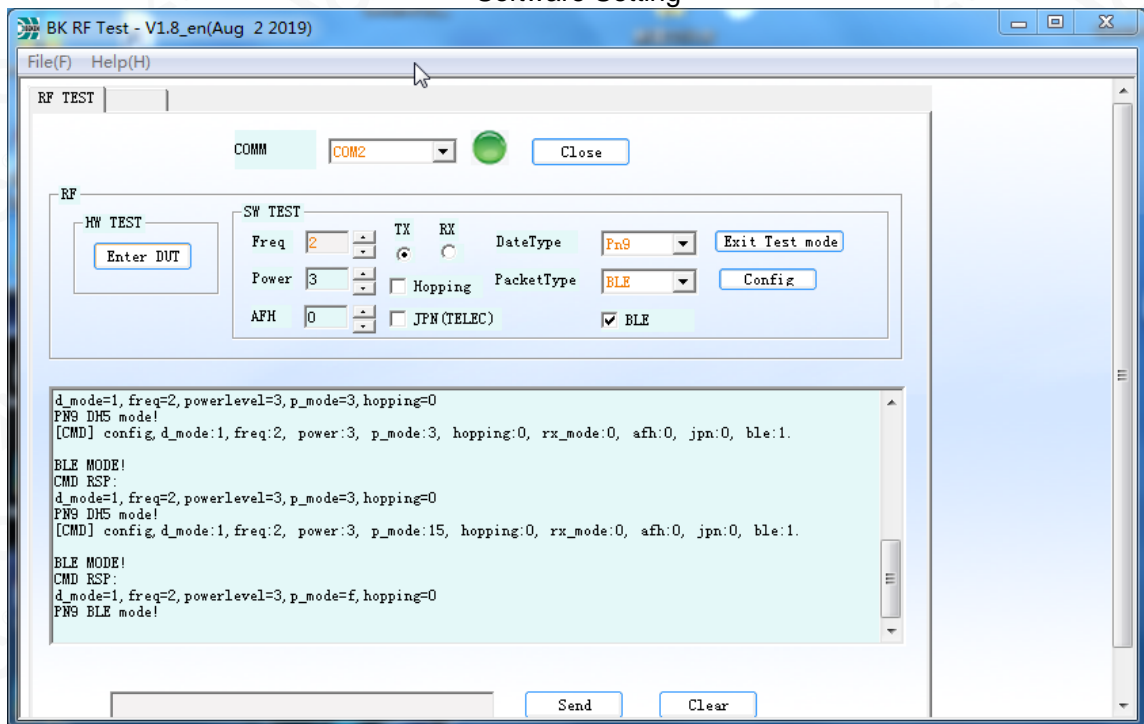 Software Setting
BK RF Test - V1.8_en(Aug 2 2019)
File(F) Help(H)
RF TEST
COMM COM2 Close
RF
HW TEST
Enter DUT
SW TEST
Freq 2 TX RX DateType Pn9 Exit Test mode
Power 3 Hopping PacketType BLE Config
AFH 0 JPN(TELEC) BLE
d_mode=1, freq=2, powerlevel=3, p_mode=3, hopping=0
PN9 DH5 mode!
[CMD] config, d_mode:1, freq:2, power:3, p_mode:3, hopping:0, rx_mode:0, afh:0, jpn:0, ble:1.
BLE MODE!
CMD RSP:
d_mode=1, freq=2, powerlevel=3, p_mode=3, hopping=0
PN9 DH5 mode!
[CMD] config, d_mode:1, freq:2, power:3, p_mode:15, hopping:0, rx_mode:0, afh:0, jpn:0, ble:1.
BLE MODE!
CMD RSP:
d_mode=1, freq=2, powerlevel=3, p_mode=f, hopping=0
PN9 BLE mode!
Send Clear